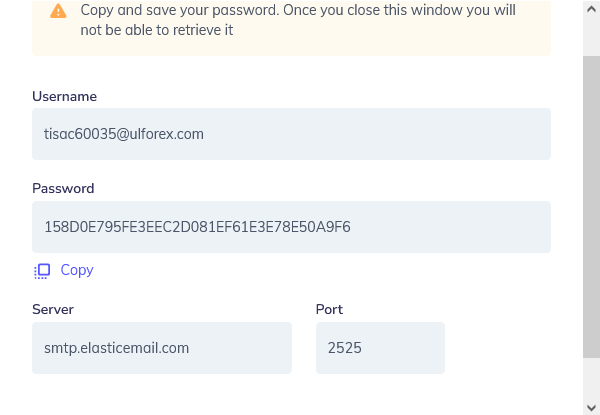 Copy and save your password. Once you close this window you will
not be able to retrieve it
Username
tisac60035@ulforex.com
Password
158D0E795FE3EEC2D081EF61E3E78E50A9F6
Copy
Server
Port
smtp.elasticemail.com
2525